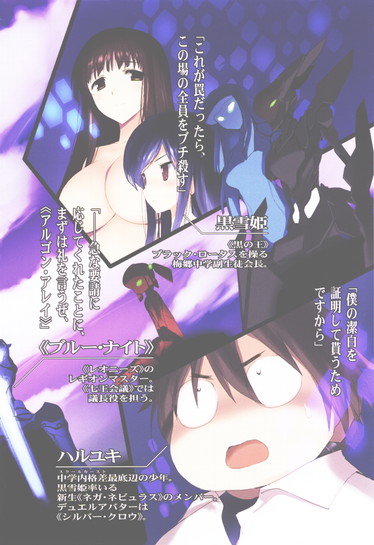 「これが罠だったら、
この場の全員をブチ殺す」
黒雪姫
《黒の王》
ブラック・ロータスを操る
梅郷中学副生徒会長。
「――急な要請に
応じてくれたことに、
まずは礼を言うぜ、
《アルゴン・アレイ》」
《ブルー・ナイト》
《レオニーズ》の
レギオンマスター。
《七王会議》では
議長役を担う。
「僕の潔白を
証明して貰うため
ですから」
ハルユキ
スクールカースト
中学内格差最底辺の少年。
黒雪姫率いる
新生《ネガ・ネビュラス》のメンバー。
デュエルアバターは
《シルバー・クロウ》。